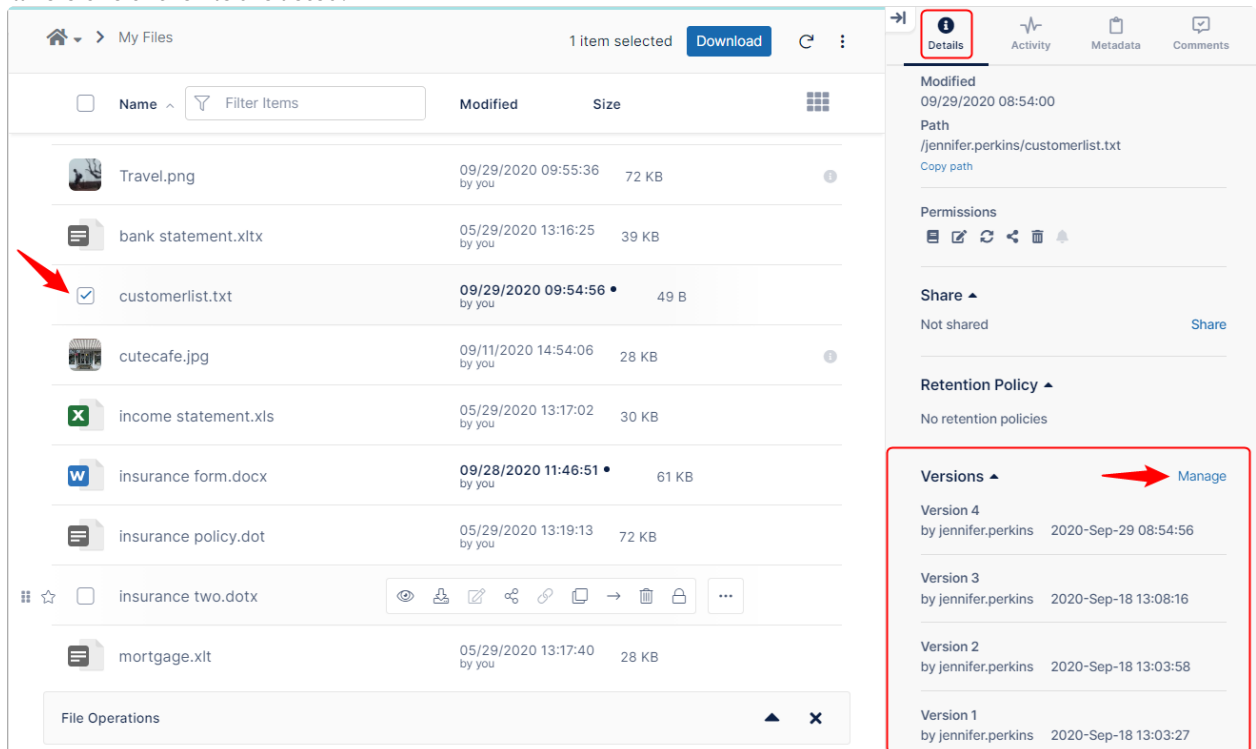 My Files
1 item selected
Download
Name
Filter Items
Modified
Size
Travel.png
09/29/2020 09:55:36
by you
72 KB
bank statement.xltx
05/29/2020 13:16:25
by you
39 KB
customerlist.txt
09/29/2020 09:54:56
by you
49 B
cutecafe.jpg
09/11/2020 14:54:06
by you
28 KB
income statement.xls
05/29/2020 13:17:02
by you
30 KB
insurance form.docx
09/28/2020 11:46:51
by you
61 KB
insurance policy.dot
05/29/2020 13:19:13
by you
72 KB
insurance two.dotx
mortgage.xlt
05/29/2020 13:17:40
by you
28 KB
File Operations
Details
Activity
Metadata
Comments
Modified
09/29/2020 08:54:00
Path
/jennifer.perkins/customerlist.txt
Copy path
Permissions
Share
Not shared
Share
Retention Policy
No retention policies
Versions
Manage
Version 4
by jennifer.perkins 2020-Sep-29 08:54:56
Version 3
by jennifer.perkins 2020-Sep-18 13:08:16
Version 2
by jennifer.perkins 2020-Sep-18 13:03:58
Version 1
by jennifer.perkins 2020-Sep-18 13:03:27